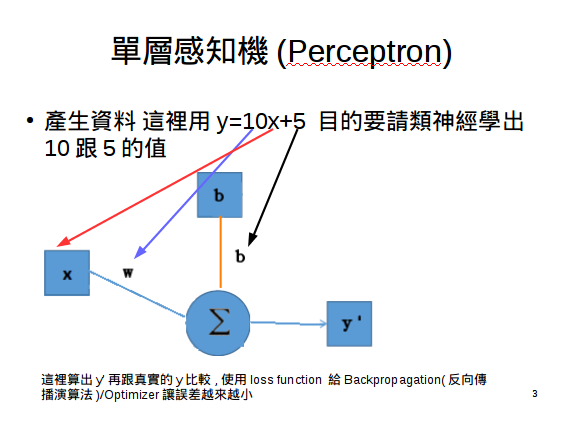 單層感知機 (Perceptron)
• 產生資料 這裡用 y=10x+5 目的要請類神經學出
10 跟 5 的值
b
b
x
w
Σ
y '
這裡算出 y' 再跟真實的 y 比較 , 使用 loss function 給 Backpropagation( 反向傳
播演算法 )/Optimizer 讓誤差越來越小
3